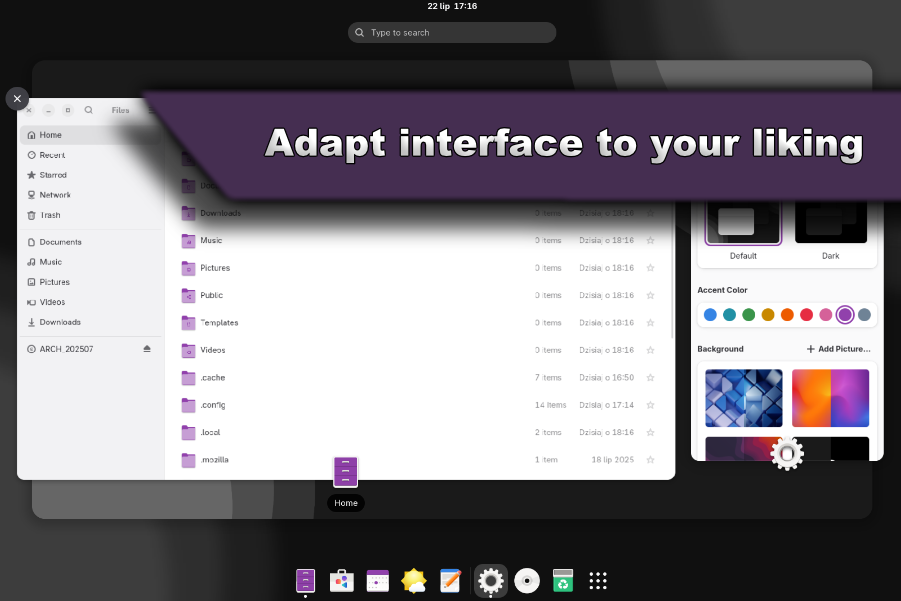 22 lip 17:16
Type to search
Files
Adapt interface to your liking
Home
Recent
Starred
Network
Trash
Documents
Music
Pictures
Videos
Downloads
ARCH_202507
Downloads 0 items Dzisiaj o 18:16
Music 0 items Dzisiaj o 18:16
Pictures 0 items Dzisiaj o 18:16
Public 0 items Dzisiaj o 18:16
Templates 0 items Dzisiaj o 18:16
Videos 0 items Dzisiaj o 18:16
.cache 7 items Dzisiaj o 16:50
.config 14 items Dzisiaj o 17:14
.local 2 items Dzisiaj o 18:16
.mozilla 1 item 18 lip 2025
Default Dark
Accent Color
Background + Add Picture...
Home